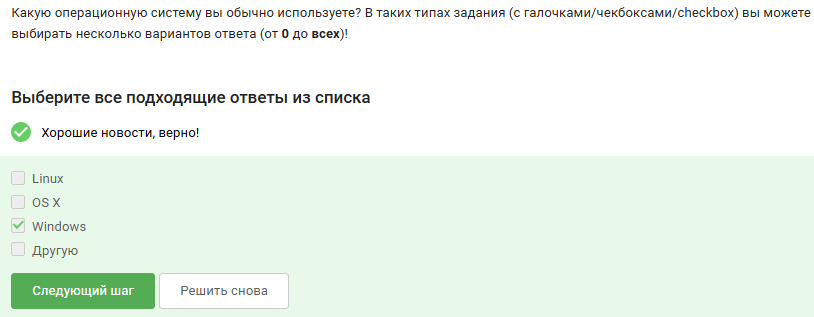 Какую операционную систему вы обычно используете? В таких типах задания (с галочками/чекбоксами/checkbox) вы можете
выбирать несколько вариантов ответа (от 0 до всех)!
Выберите все подходящие ответы из списка
Хорошие новости, верно!
Linux
OS X
Windows
Другую
Следующий шаг
Решить снова